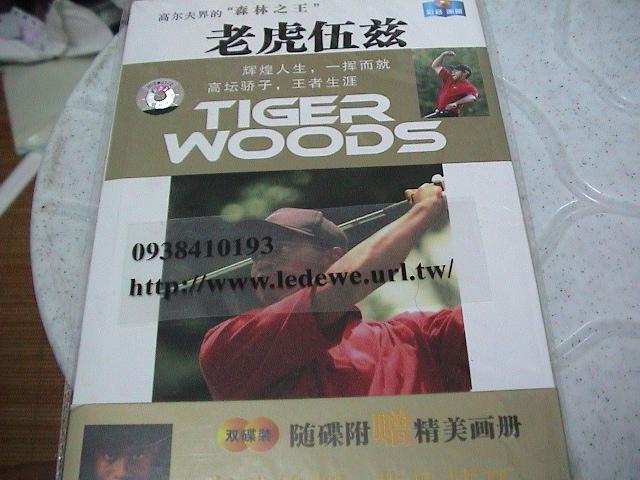 高尔夫界的“森林之王”
老虎伍兹
辉煌人生，一挥而就
高坛骄子，王者生涯
TIGER
WOODS
0938410193
http://www.ledewe.url.tw/
双碟装
随碟附赠精美画册